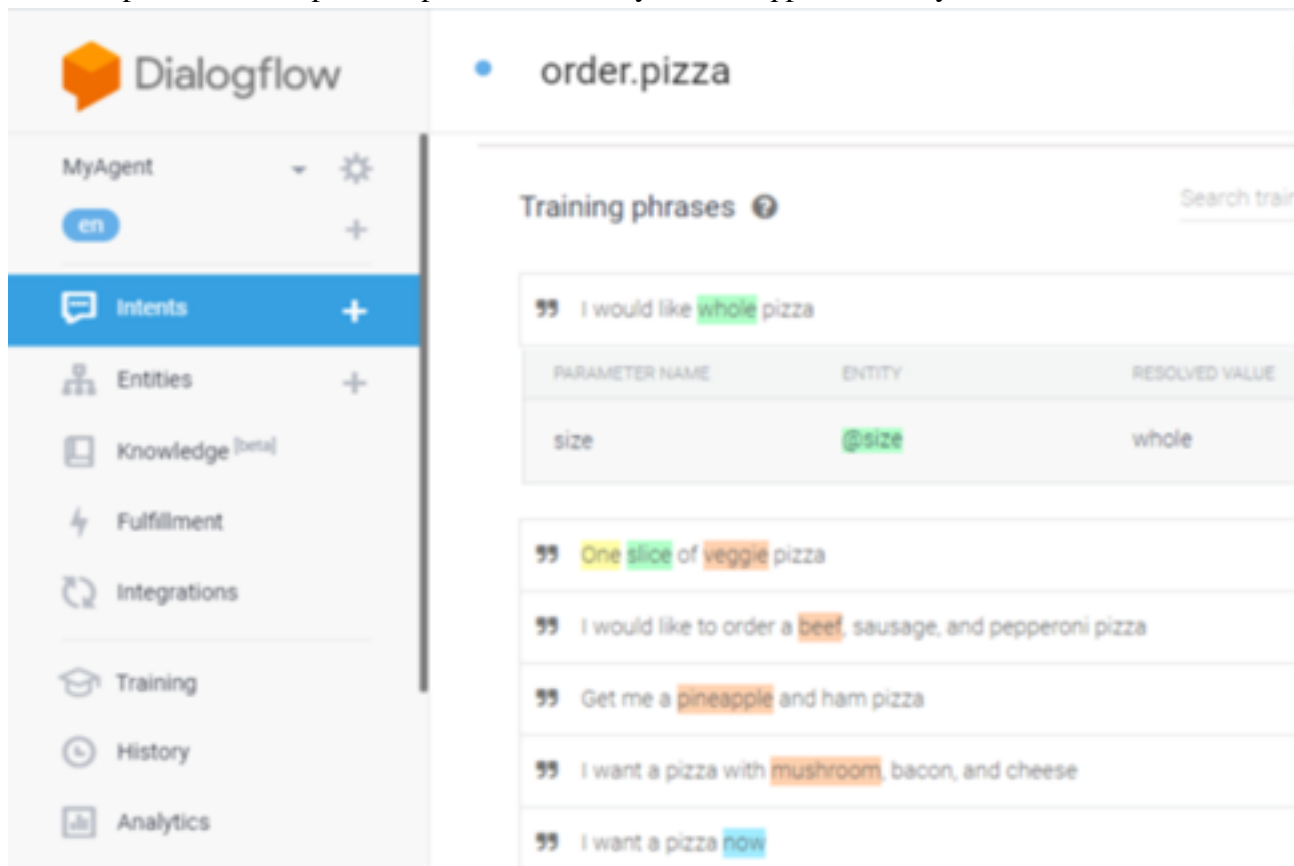 Dialogflow
order.pizza
MyAgent
en
Training phrases
Search train
Intents
I would like whole pizza
PARAMETER NAME ENTITY RESOLVED VALUE
Entities
size @size whole
Knowledge [beta]
Fulfillment
One slice of veggie pizza
Integrations
I would like to order a beef, sausage, and pepperoni pizza
Training
Get me a pineapple and ham pizza
History
I want a pizza with mushroom, bacon, and cheese
Analytics
I want a pizza now